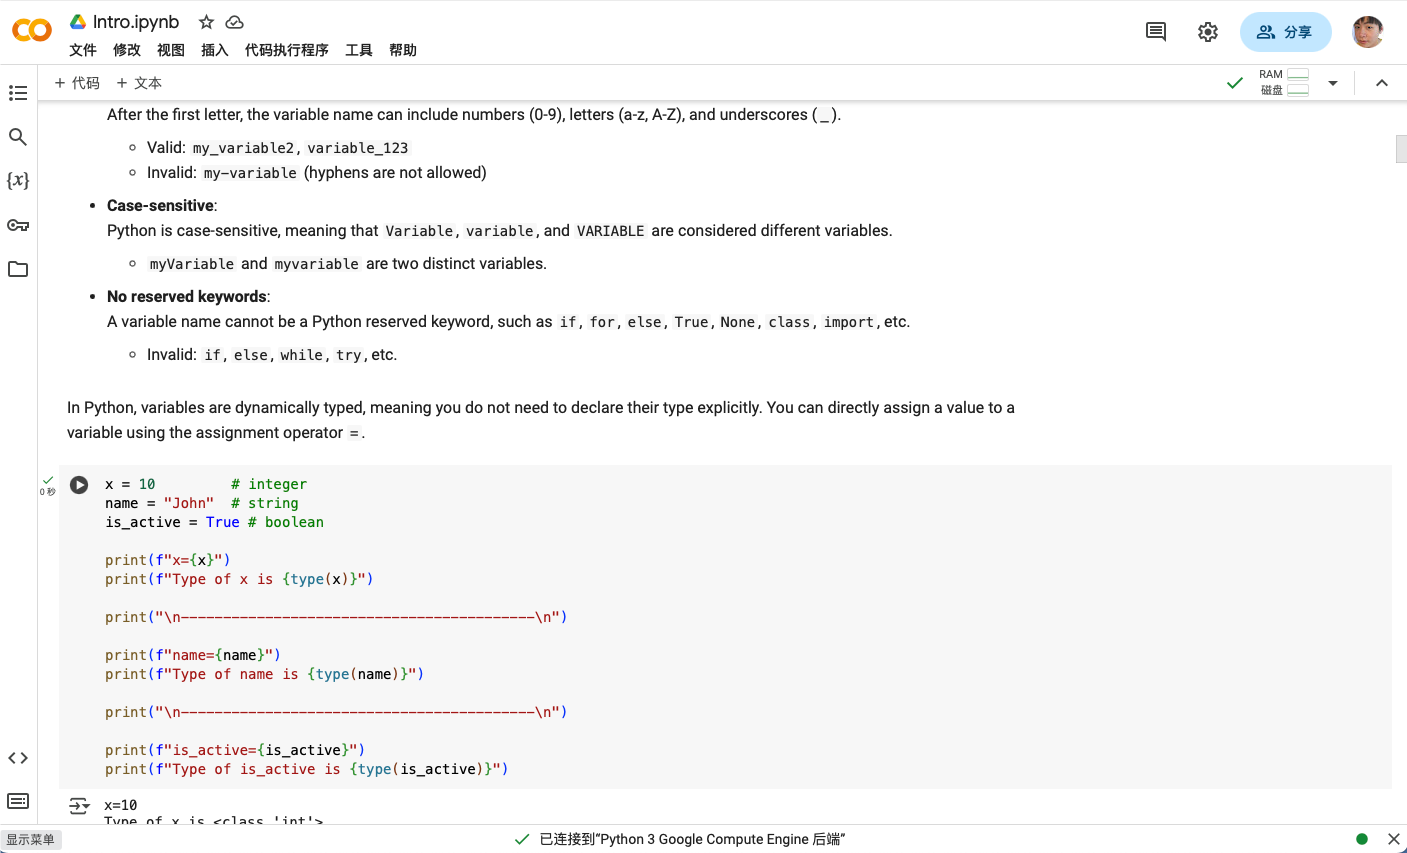 Intro.ipynb
文件 修改 视图 插入 代码执行程序 工具 帮助
分享
+ 代码 + 文本
RAM
磁盘
After the first letter, the variable name can include numbers (0-9), letters (a-z, A-Z), and underscores ( _ ).
Valid: my_variable2, variable_123
Invalid: my-variable (hyphens are not allowed)
Case-sensitive:
Python is case-sensitive, meaning that Variable, variable, and VARIABLE are considered different variables.
myVariable and myvariable are two distinct variables.
No reserved keywords:
A variable name cannot be a Python reserved keyword, such as if, for, else, True, None, class, import, etc.
Invalid: if, else, while, try, etc.
In Python, variables are dynamically typed, meaning you do not need to declare their type explicitly. You can directly assign a value to a
variable using the assignment operator =.
0 秒
x = 10         # integer
name = "John"  # string
is_active = True # boolean
print(f"x={x}")
print(f"Type of x is {type(x)}")
print("\n------------------------------------------\n")
print(f"name={name}")
print(f"Type of name is {type(name)}")
print("\n------------------------------------------\n")
print(f"is_active={is_active}")
print(f"Type of is_active is {type(is_active)}")
x=10
Type of x is <class 'int'>
显示菜单
已连接到“Python 3 Google Compute Engine 后端”